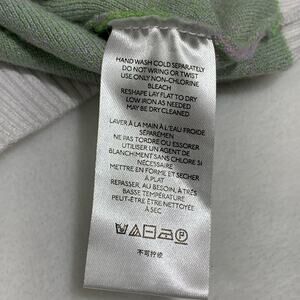 HAND WASH COLD SEPARATELY
DO NOT WRING OR TWIST
USE ONLY NON-CHLORINE
BLEACH
RESHAPE LAY FLAT TO DRY
LOW IRON AS NEEDED
MAY BE DRY CLEANED
LAVER À LA MAIN À L'EAU FROIDE
SÉPARÉMEN
NE PAS TORDRE OU ESSORER
UTILISER UN AGENT DE
BLANCHIMENT SANS CHLORE SI
NÉCESSAIRE
METTRE EN FORME ET SÉCHER
À PLAT
REPASSER, AU BESOIN, À TRÈS
BASSE TEMPÉRATURE
PEUT-ÊTRE ÊTRE NETTOYÉE
À SEC
P
不可拧绞